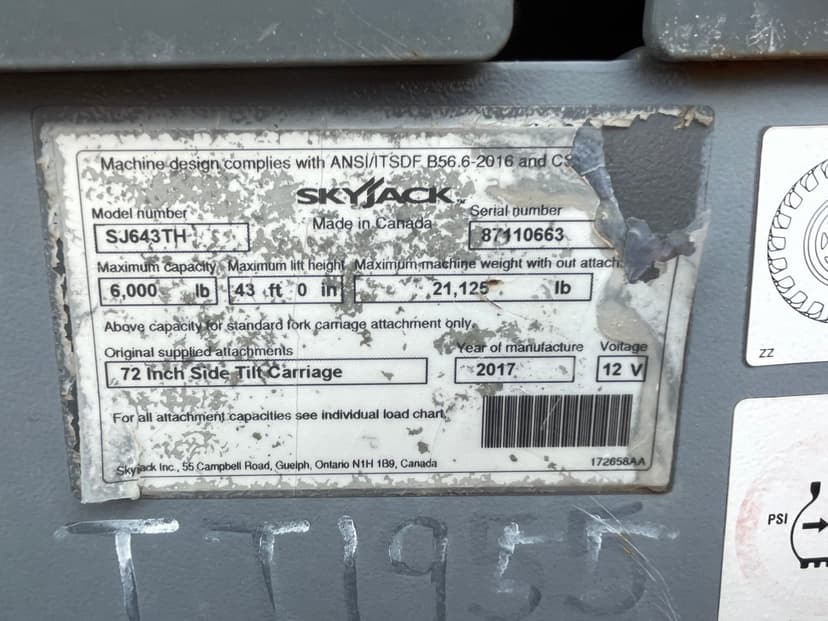 Machine design complies with ANSI/ITSDF B56.6-2016 and
SKYJACK
Made in Canada
Model number
Serial number
SJ643TH
87110663
Maximum capacity Maximum lift height Maximum machine weight with out attach.
6,000 lb 43 ft 0 in 21,125 lb
Above capacity for standard fork carriage attachment only.
Original supplied attachments
Year of manufacture Voltage
72 Inch Side Tilt Carriage 2017 12 V
For all attachment capacities see individual load chart.
Skyjack Inc., 55 Campbell Road, Guelph, Ontario N1H 1B9, Canada 172658AA
TT1955
ZZ
PSI